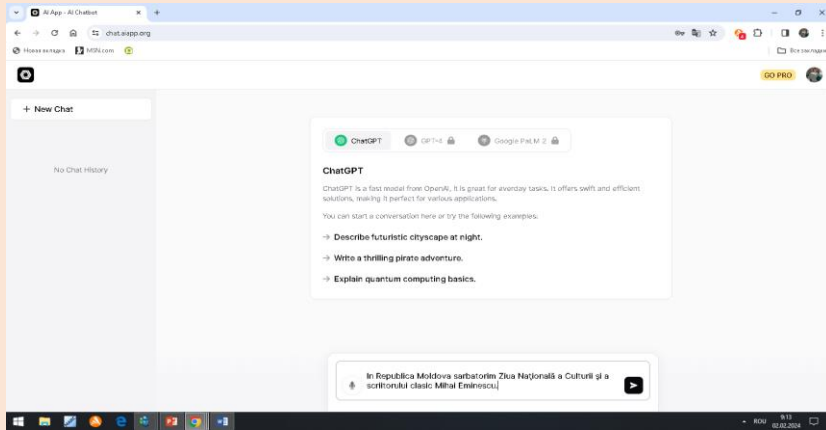 AI App - AI Chatbot
chat.aiapp.org
Новая вкладка
MSN.com
Все закладки
GO PRO
+ New Chat
No Chat History
ChatGPT
GPT-4
Google PaLM 2
ChatGPT
ChatGPT is a fast model from OpenAI, it is great for everday tasks. It offers swift and efficient
solutions, making it perfect for various applications.
You can start a conversation here or try the following examples:
→ Describe futuristic cityscape at night.
→ Write a thrilling pirate adventure.
→ Explain quantum computing basics.
In Republica Moldova sarbatorim Ziua Națională a Culturii și a
scriitorului clasic Mihai Eminescu.
ROU
9:13
02.02.2024